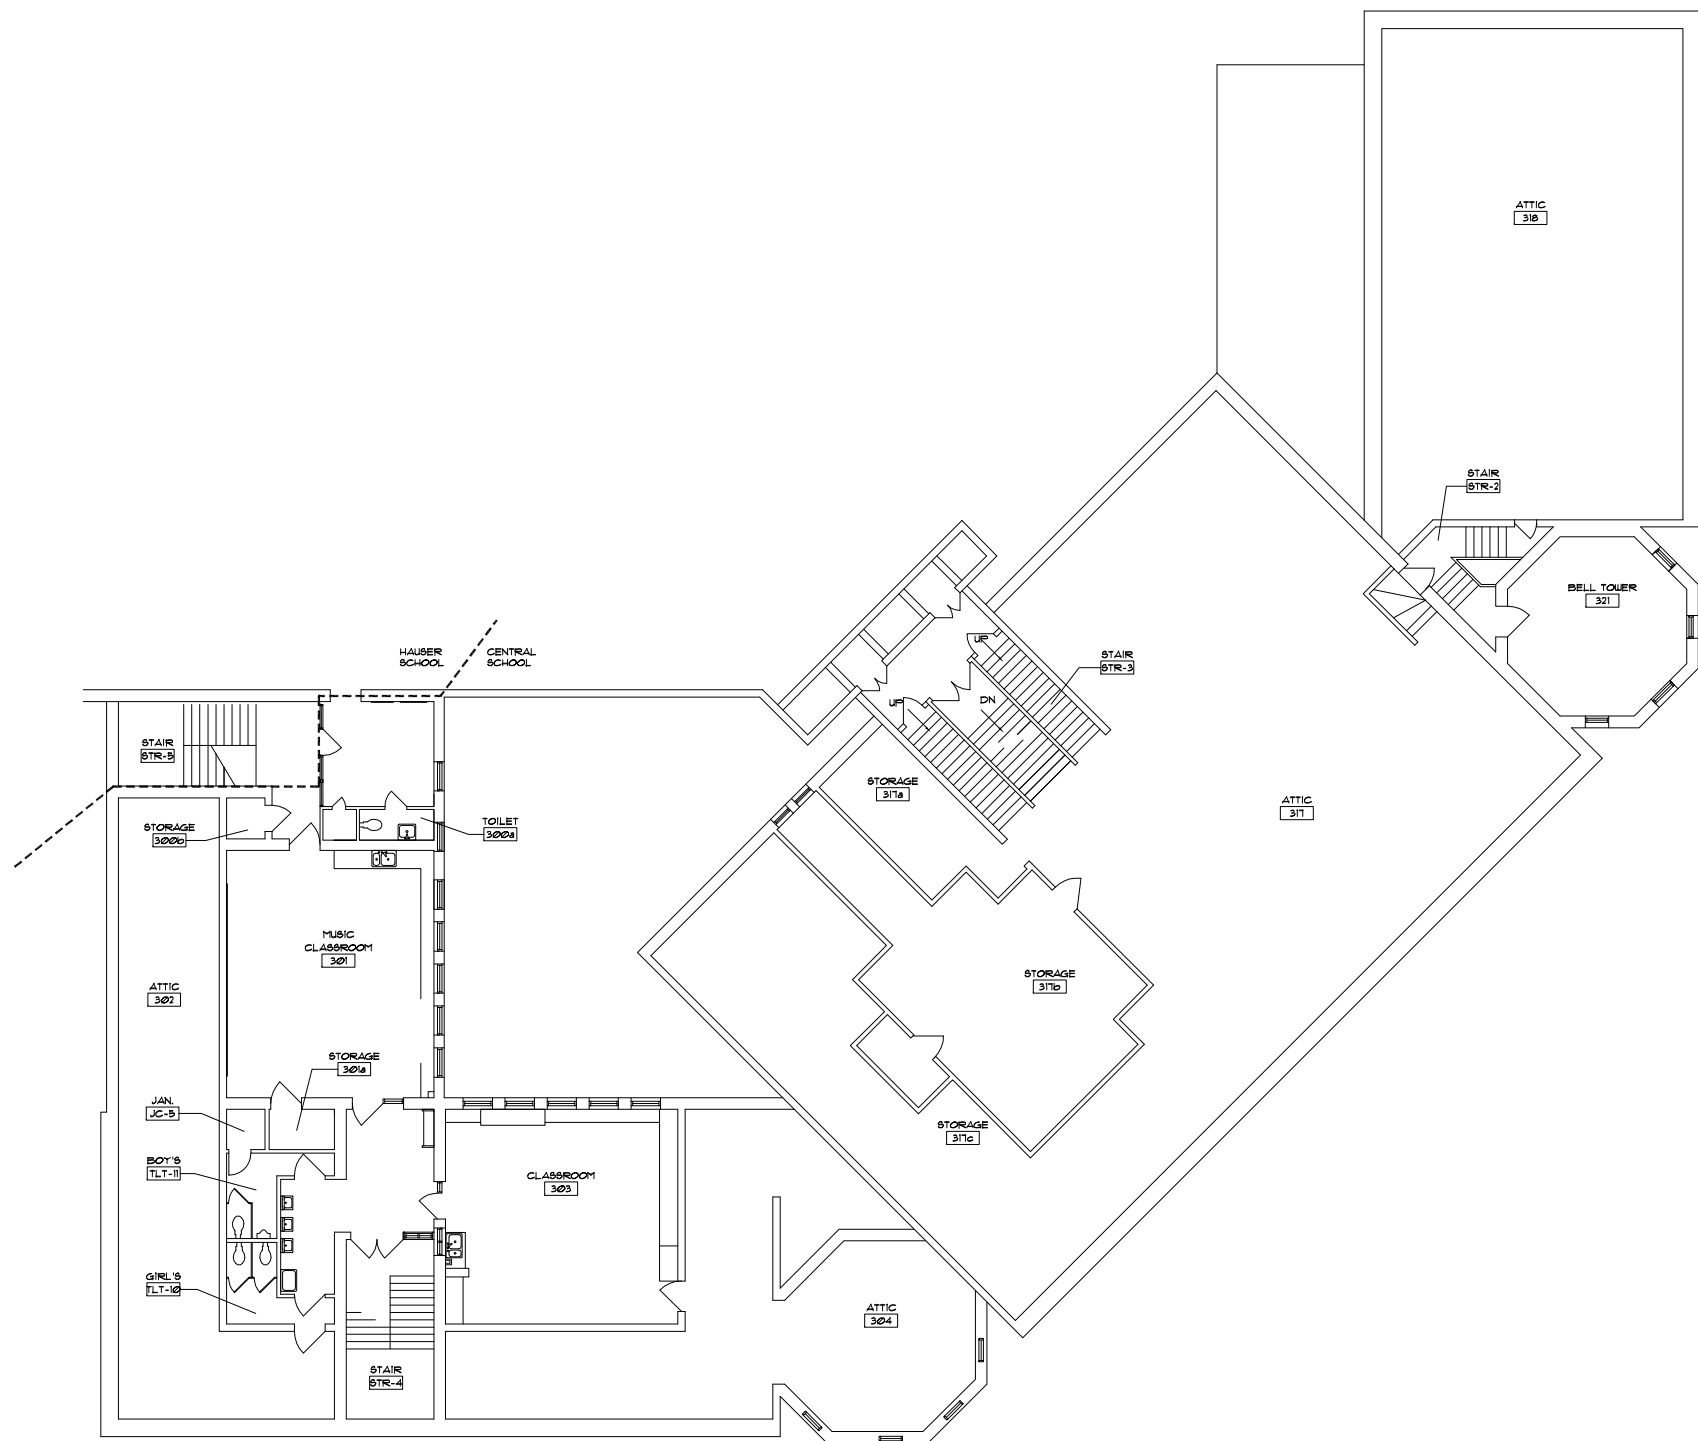 ATTIC
318
STAIR
STR-2
BELL TOWER
321
HAUSER
SCHOOL
CENTRAL
SCHOOL
UP
STAIR
STR-3
UP
DN
STAIR
STR-5
STORAGE
317a
ATTIC
317
STORAGE
300b
TOILET
300a
MUSIC
CLASSROOM
301
ATTIC
302
STORAGE
317b
STORAGE
301a
JAN.
JC-5
STORAGE
317c
BOY'S
TLT-11
CLASSROOM
303
GIRL'S
TLT-10
ATTIC
304
STAIR
STR-4